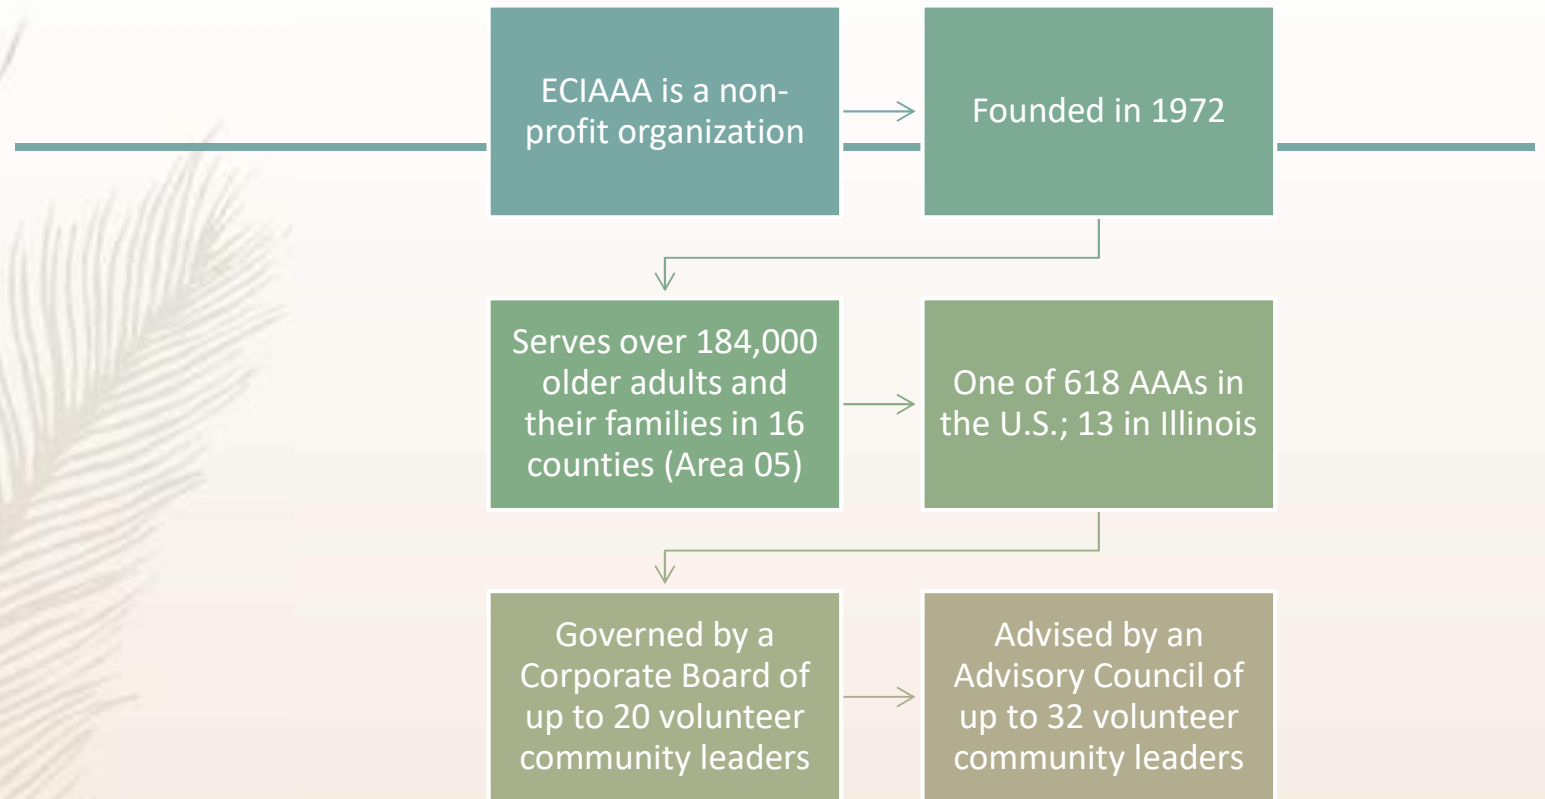 ECIAAA is a non-
profit organization
Founded in 1972
Serves over 184,000
older adults and
their families in 16
counties (Area 05)
One of 618 AAAs in
the U.S.; 13 in Illinois
Governed by a
Corporate Board of
up to 20 volunteer
community leaders
Advised by an
Advisory Council of
up to 32 volunteer
community leaders